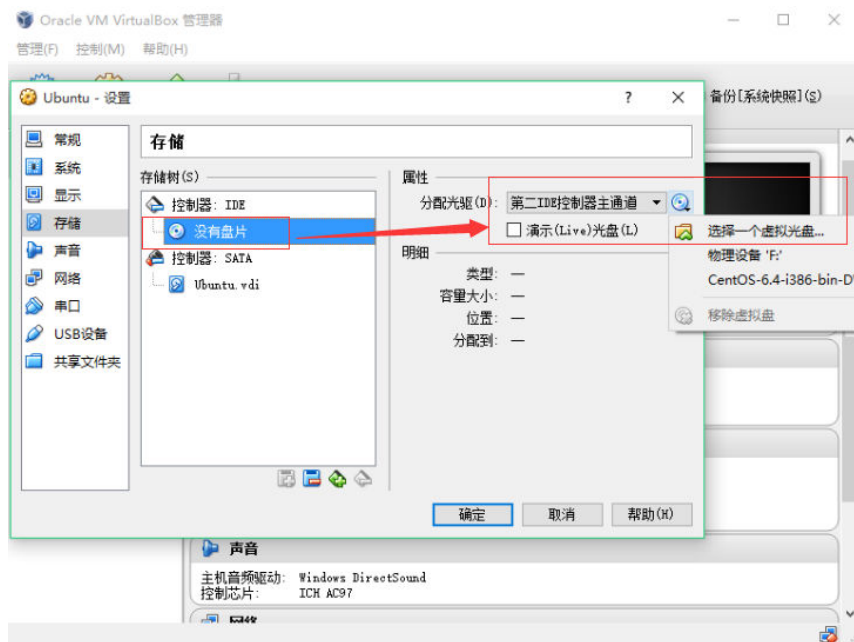 Oracle VM VirtualBox 管理器
管理(F) 控制(M) 帮助(H)
备份[系统快照](S)
Ubuntu - 设置
常规
系统
显示
存储
声音
网络
串口
USB设备
共享文件夹
存储
存储树(S)
控制器: IDE
没有盘片
控制器: SATA
Ubuntu.vdi
属性
分配光驱(D): 第二IDE控制器主通道
演示(Live)光盘(L)
明细
类型: —
容量大小: —
位置: —
分配到: —
选择一个虚拟光盘...
物理设备 'F:'
CentOS-6.4-i386-bin-D
移除虚拟盘
确定 取消 帮助(H)
声音
主机音频驱动: Windows DirectSound
控制芯片: ICH AC97
网络